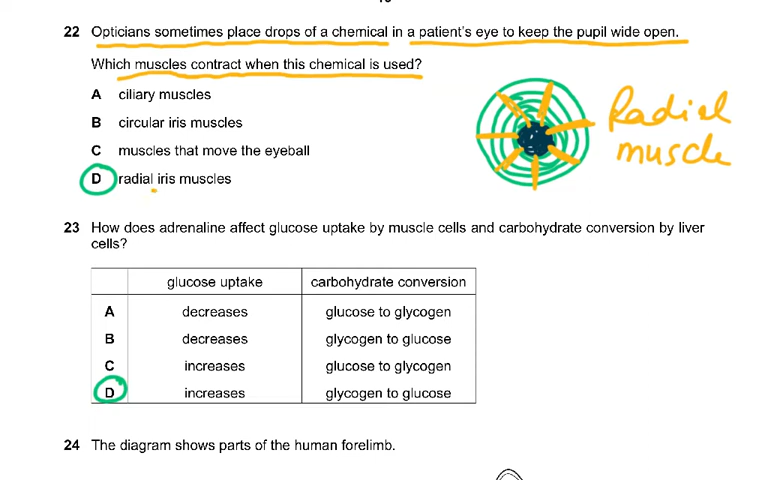 22 Opticians sometimes place drops of a chemical in a patient's eye to keep the pupil wide open.
Which muscles contract when this chemical is used?
A ciliary muscles
B circular iris muscles
C muscles that move the eyeball
D radial iris muscles
Radial
muscle
23 How does adrenaline affect glucose uptake by muscle cells and carbohydrate conversion by liver
cells?
glucose uptake carbohydrate conversion
A decreases glucose to glycogen
B decreases glycogen to glucose
C increases glucose to glycogen
D increases glycogen to glucose
24 The diagram shows parts of the human forelimb.